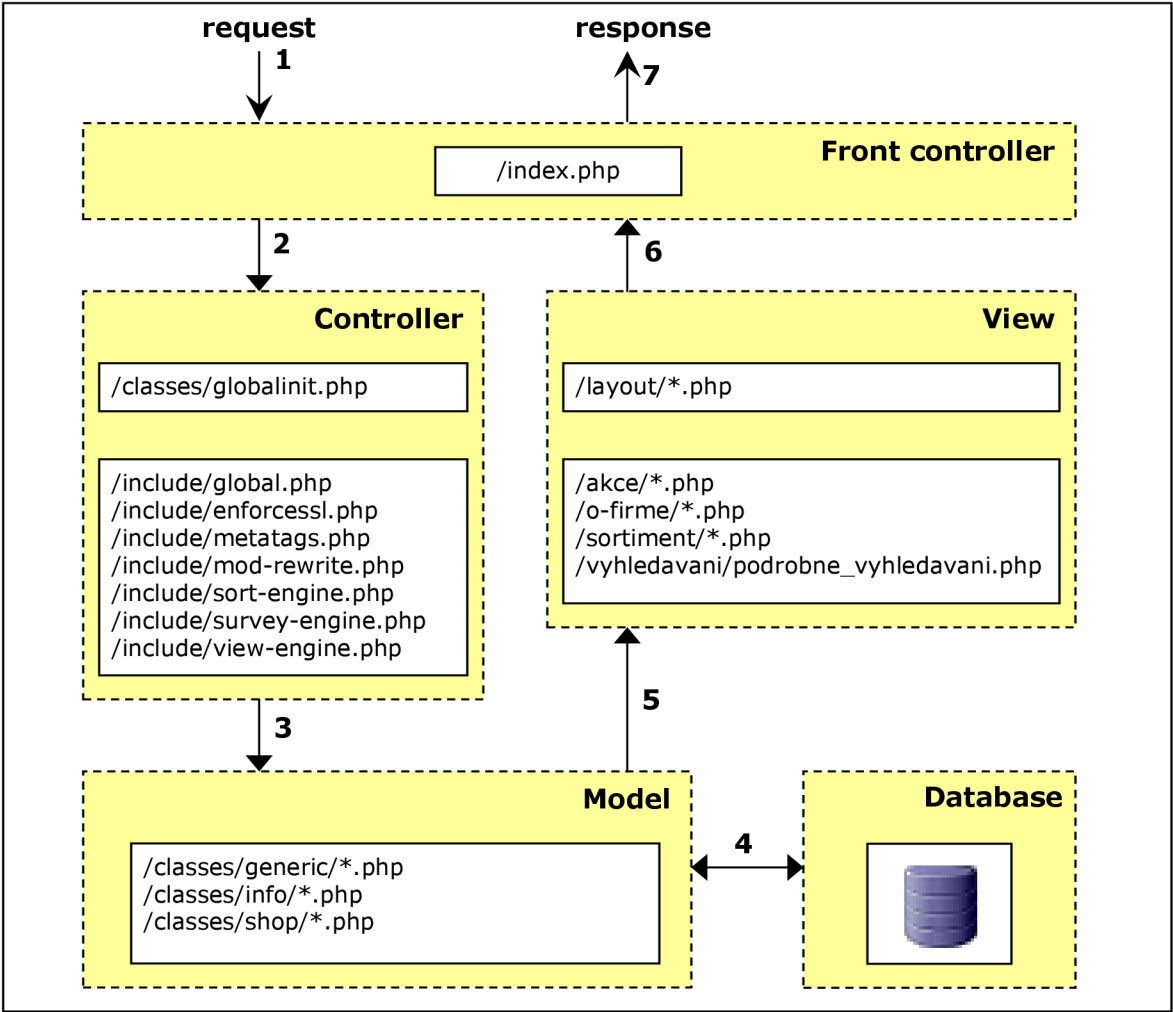 request
response
1
7
Front controller
/index.php
2
6
Controller
/classes/globalinit.php
/include/global.php
/include/enforcessl.php
/include/metatags.php
/include/mod-rewrite.php
/include/sort-engine.php
/include/survey-engine.php
/include/view-engine.php
View
/layout/*.php
/akce/*.php
/o-firme/*.php
/sortiment/*.php
/vyhledavani/podrobne_vyhledavani.php
3
5
Model
/classes/generic/*.php
/classes/info/*.php
/classes/shop/*.php
4
Database